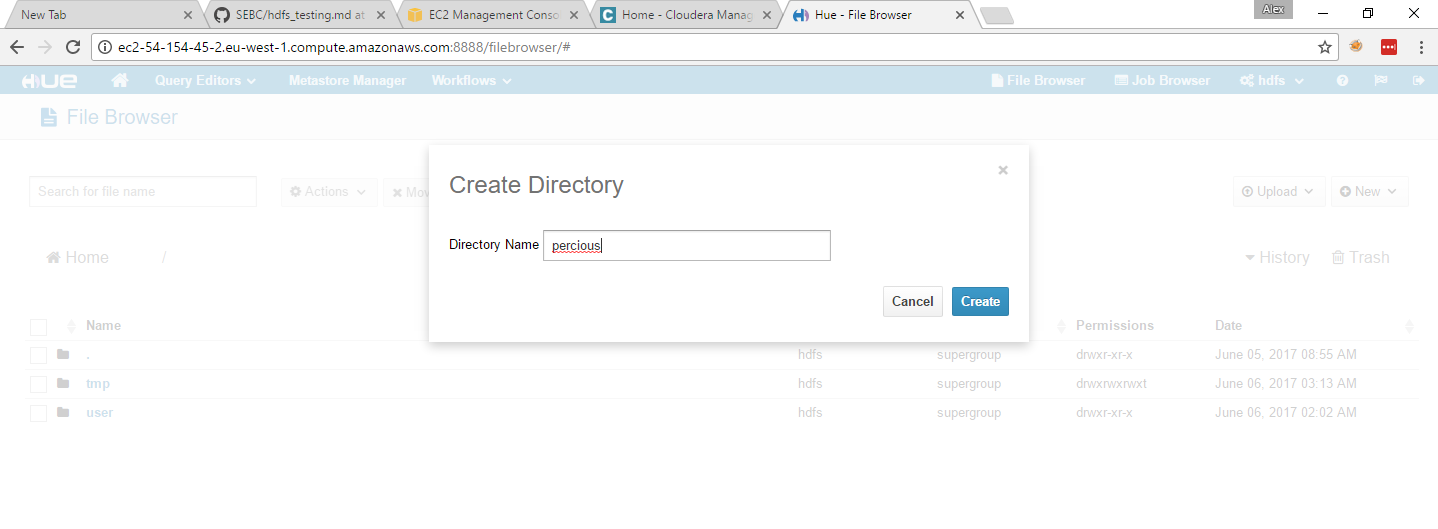 New Tab SEBC/hdfs_testing.md at EC2 Management Conso Home - Cloudera Manag Hue - File Browser Alex
ec2-54-154-45-2.eu-west-1.compute.amazonaws.com:8888/filebrowser/#
HUE Query Editors Metastore Manager Workflows File Browser Job Browser hdfs
File Browser
Create Directory
Search for file name Actions Mov Upload New
Directory Name percious
Home / History Trash
Cancel Create
Name Permissions Date
. hdfs supergroup drwxr-xr-x June 05, 2017 08:55 AM
tmp hdfs supergroup drwxrwxrwxt June 06, 2017 03:13 AM
user hdfs supergroup drwxr-xr-x June 06, 2017 02:02 AM